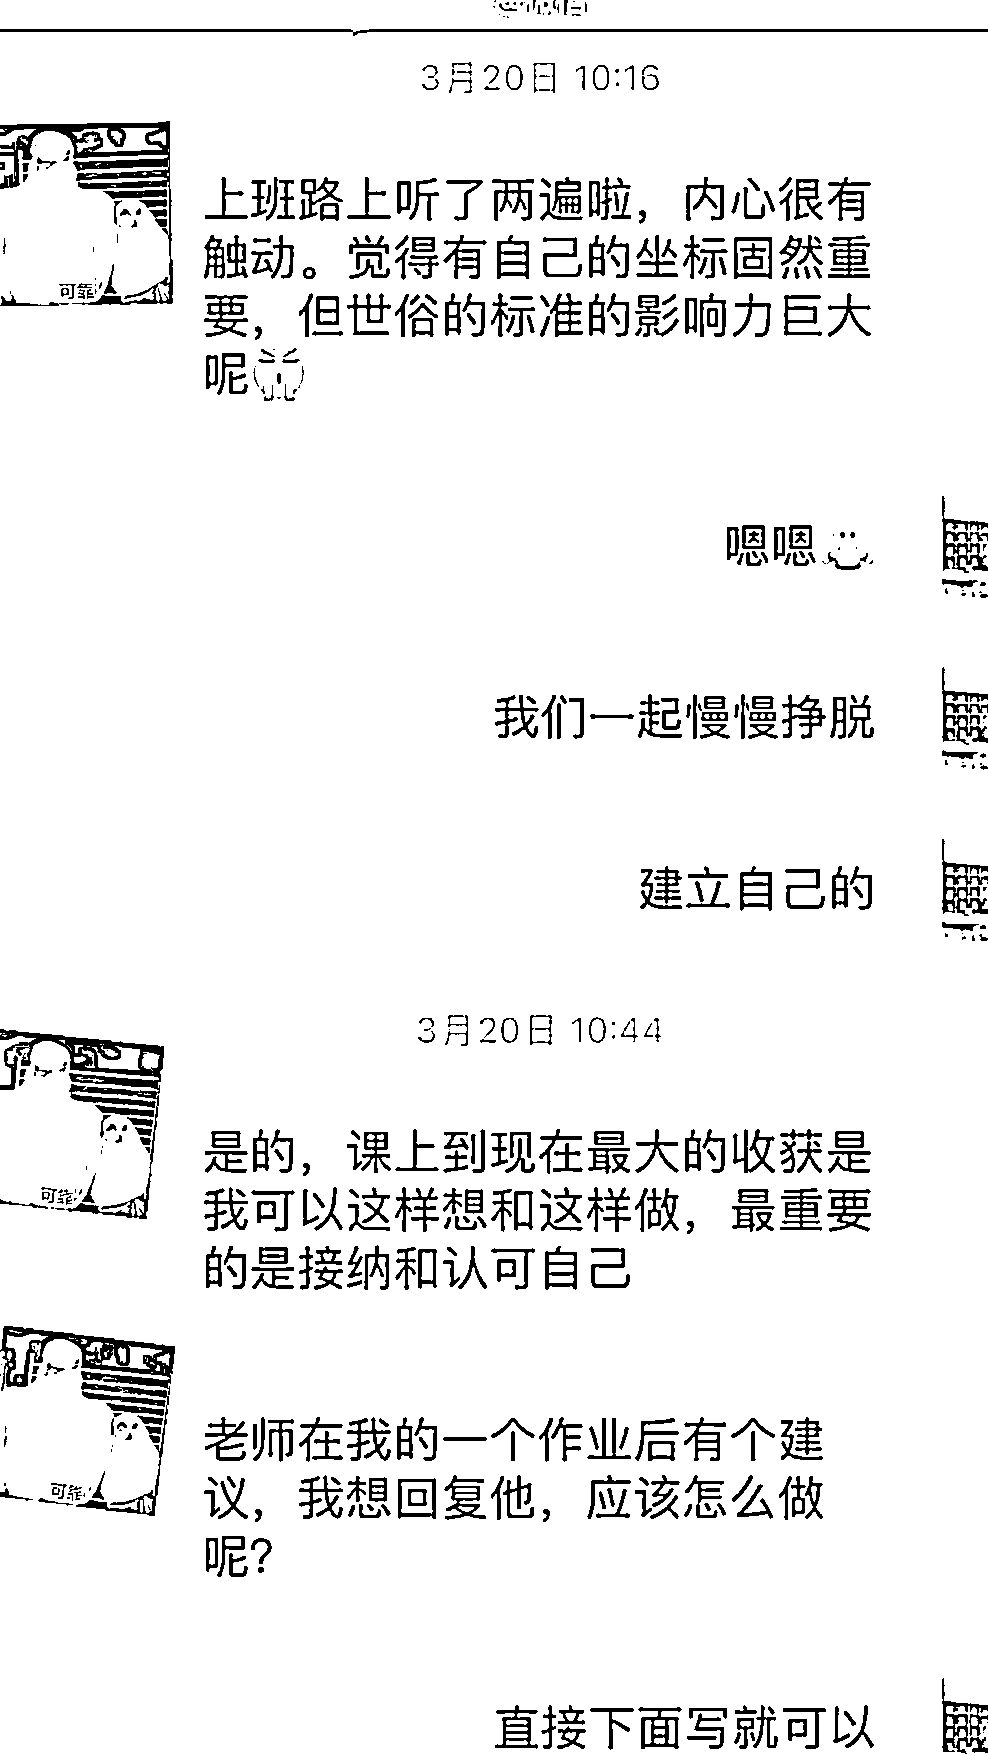 3月20日 10:16
可靠
上班路上听了两遍啦，内心很有
触动。觉得有自己的坐标固然重
要，但世俗的标准的影响力巨大
呢
嗯嗯
我们一起慢慢挣脱
建立自己的
3月20日 10:44
可靠
是的，课上到现在最大的收获是
我可以这样想和这样做，最重要
的是接纳和认可自己
可靠
老师在我的一个作业后有个建
议，我想回复他，应该怎么做
呢？
直接下面写就可以